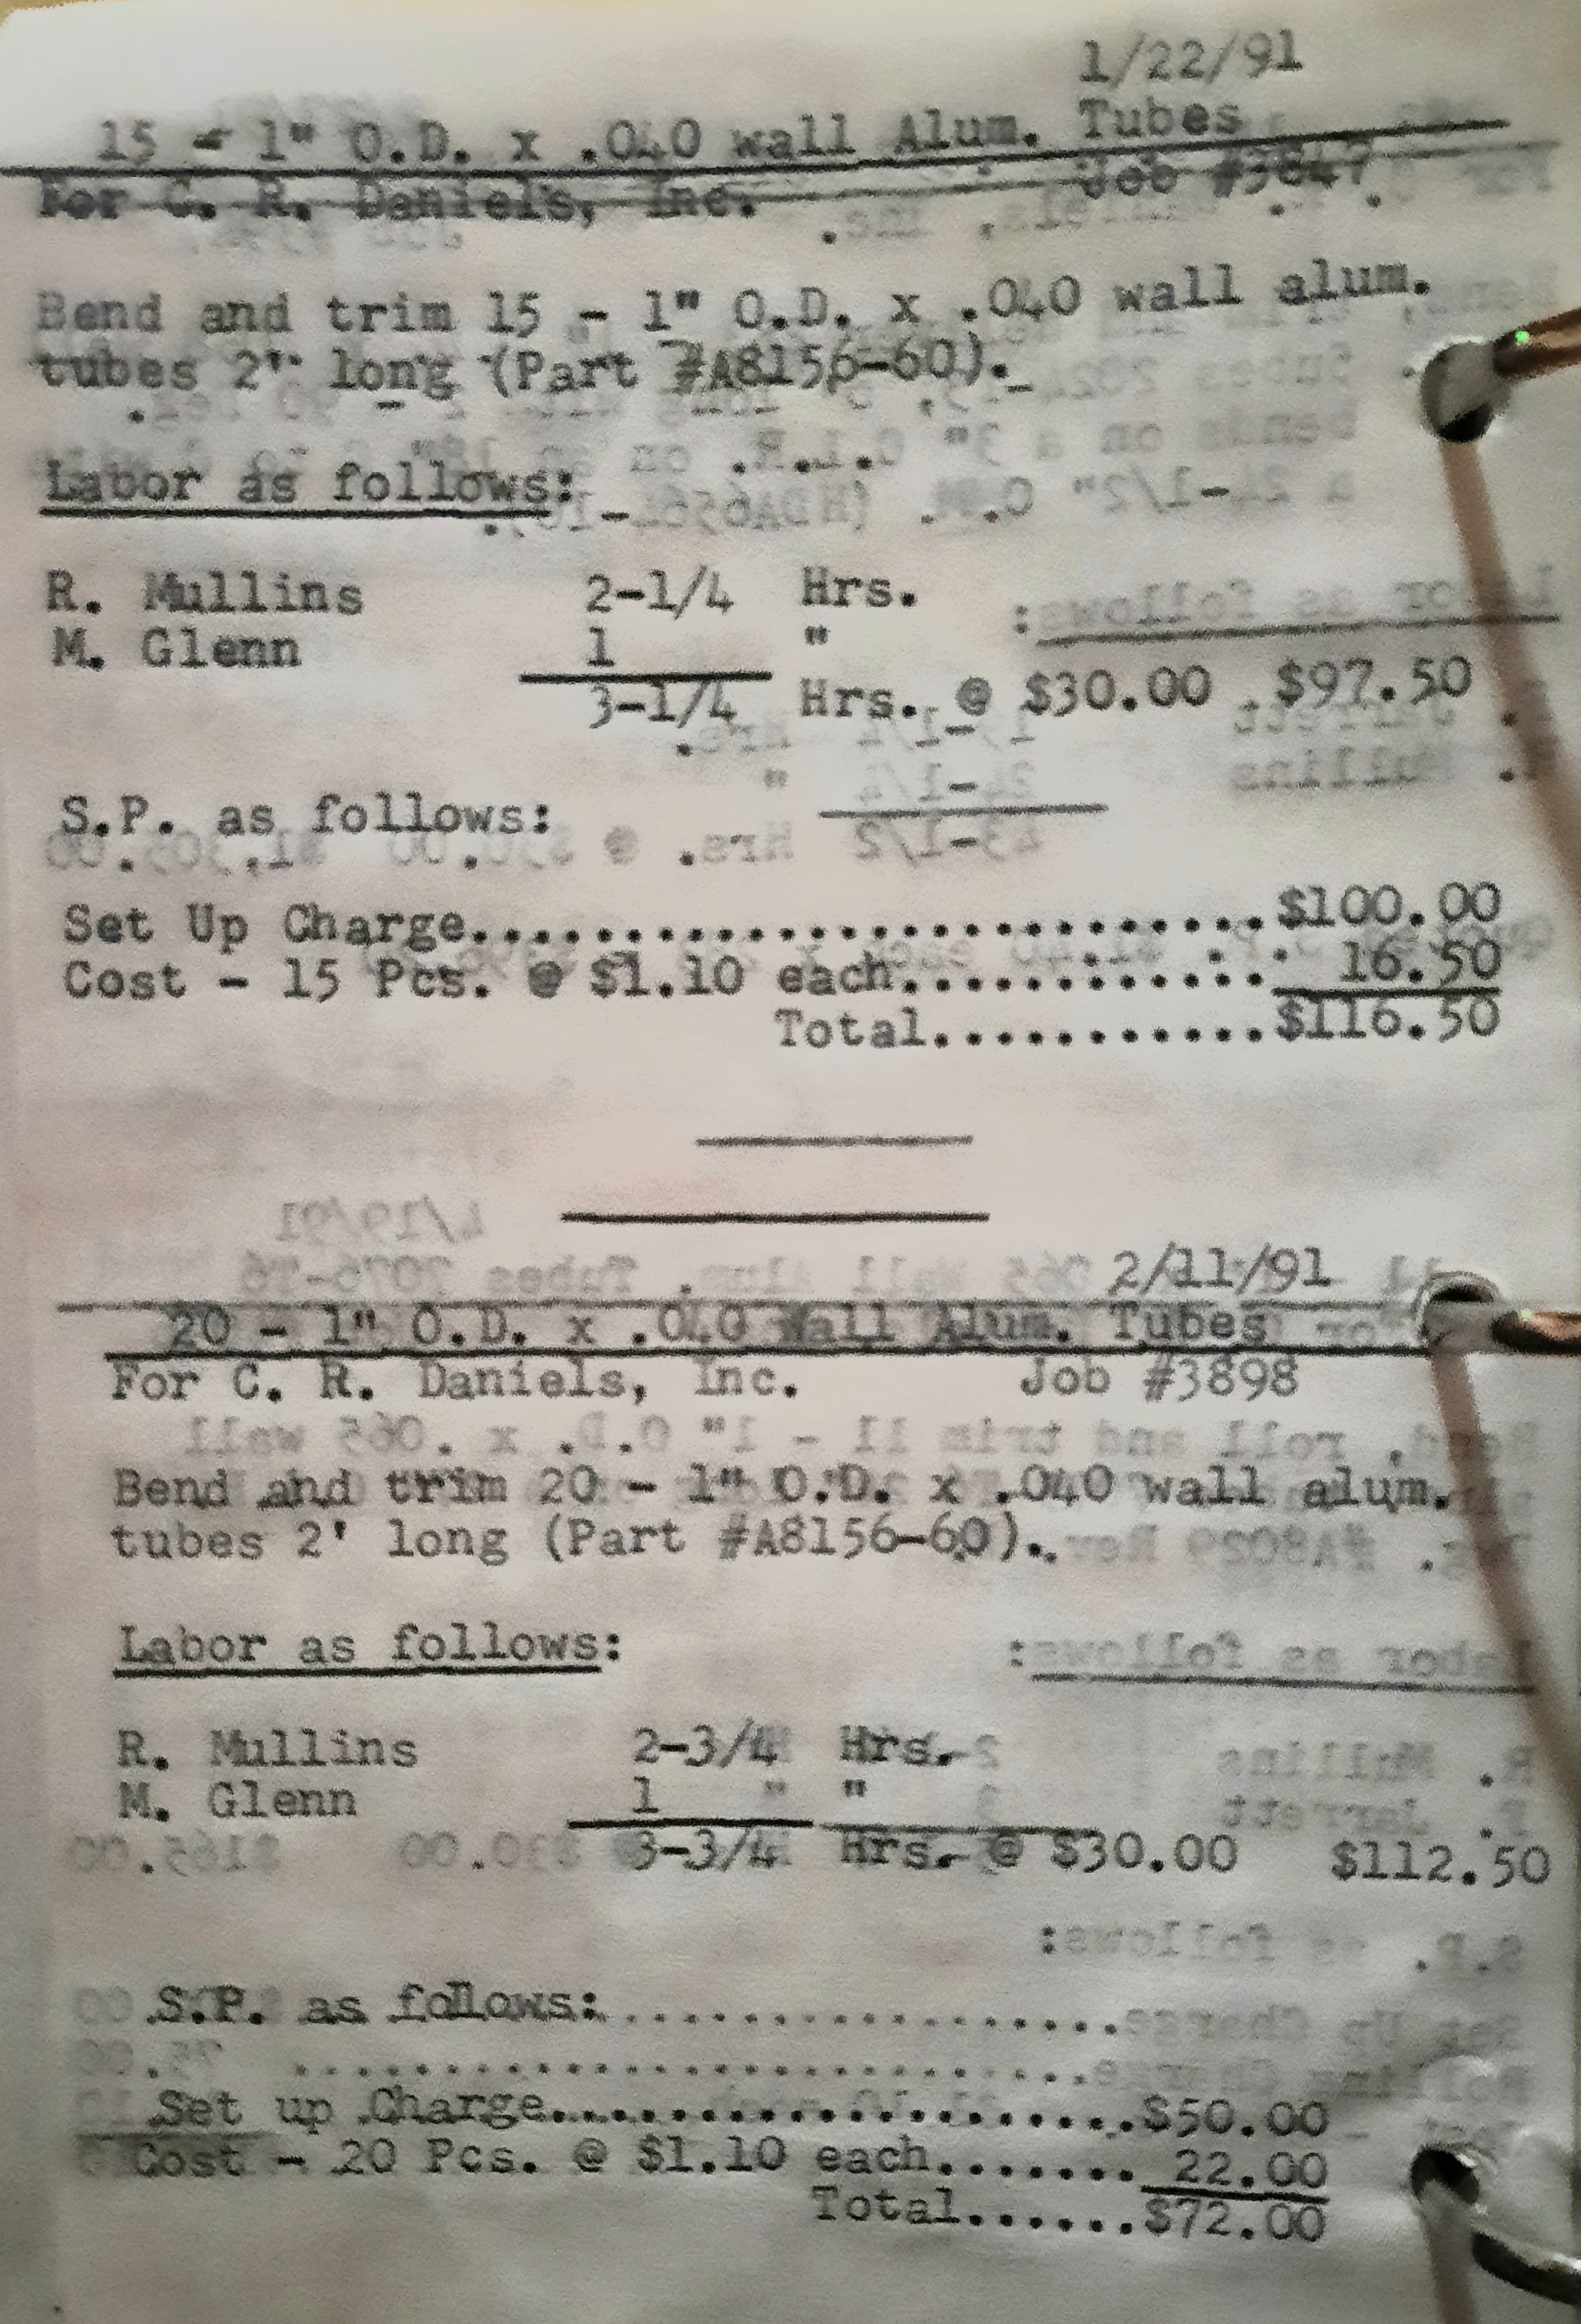 1/22/91
15 - 1" O.D. x .040 wall Alum. Tubes
For C. R. Daniels, Inc. Job #3847
Bend and trim 15 - 1" O.D. x .040 wall alum.
tubes 2' long (Part #A8156-60).
Labor as follows:
R. Mullins 2-1/4 Hrs.
M. Glenn 1 "
3-1/4 Hrs. @ $30.00 $97.50
S.P. as follows:
Set Up Charge..............................$100.00
Cost - 15 Pcs. @ $1.10 each............ 16.50
Total...........$116.50
2/11/91
20 - 1" O.D. x .040 Wall Alum. Tubes
For C. R. Daniels, Inc. Job #3898
Bend and trim 20 - 1" O.D. x .040 wall alum.
tubes 2' long (Part #A8156-60).
Labor as follows:
R. Mullins 2-3/4 Hrs.
M. Glenn 1 "
3-3/4 Hrs. @ $30.00 $112.50
S.P. as follows:
Set up Charge....................$50.00
Cost - 20 Pcs. @ $1.10 each....... 22.00
Total......$72.00